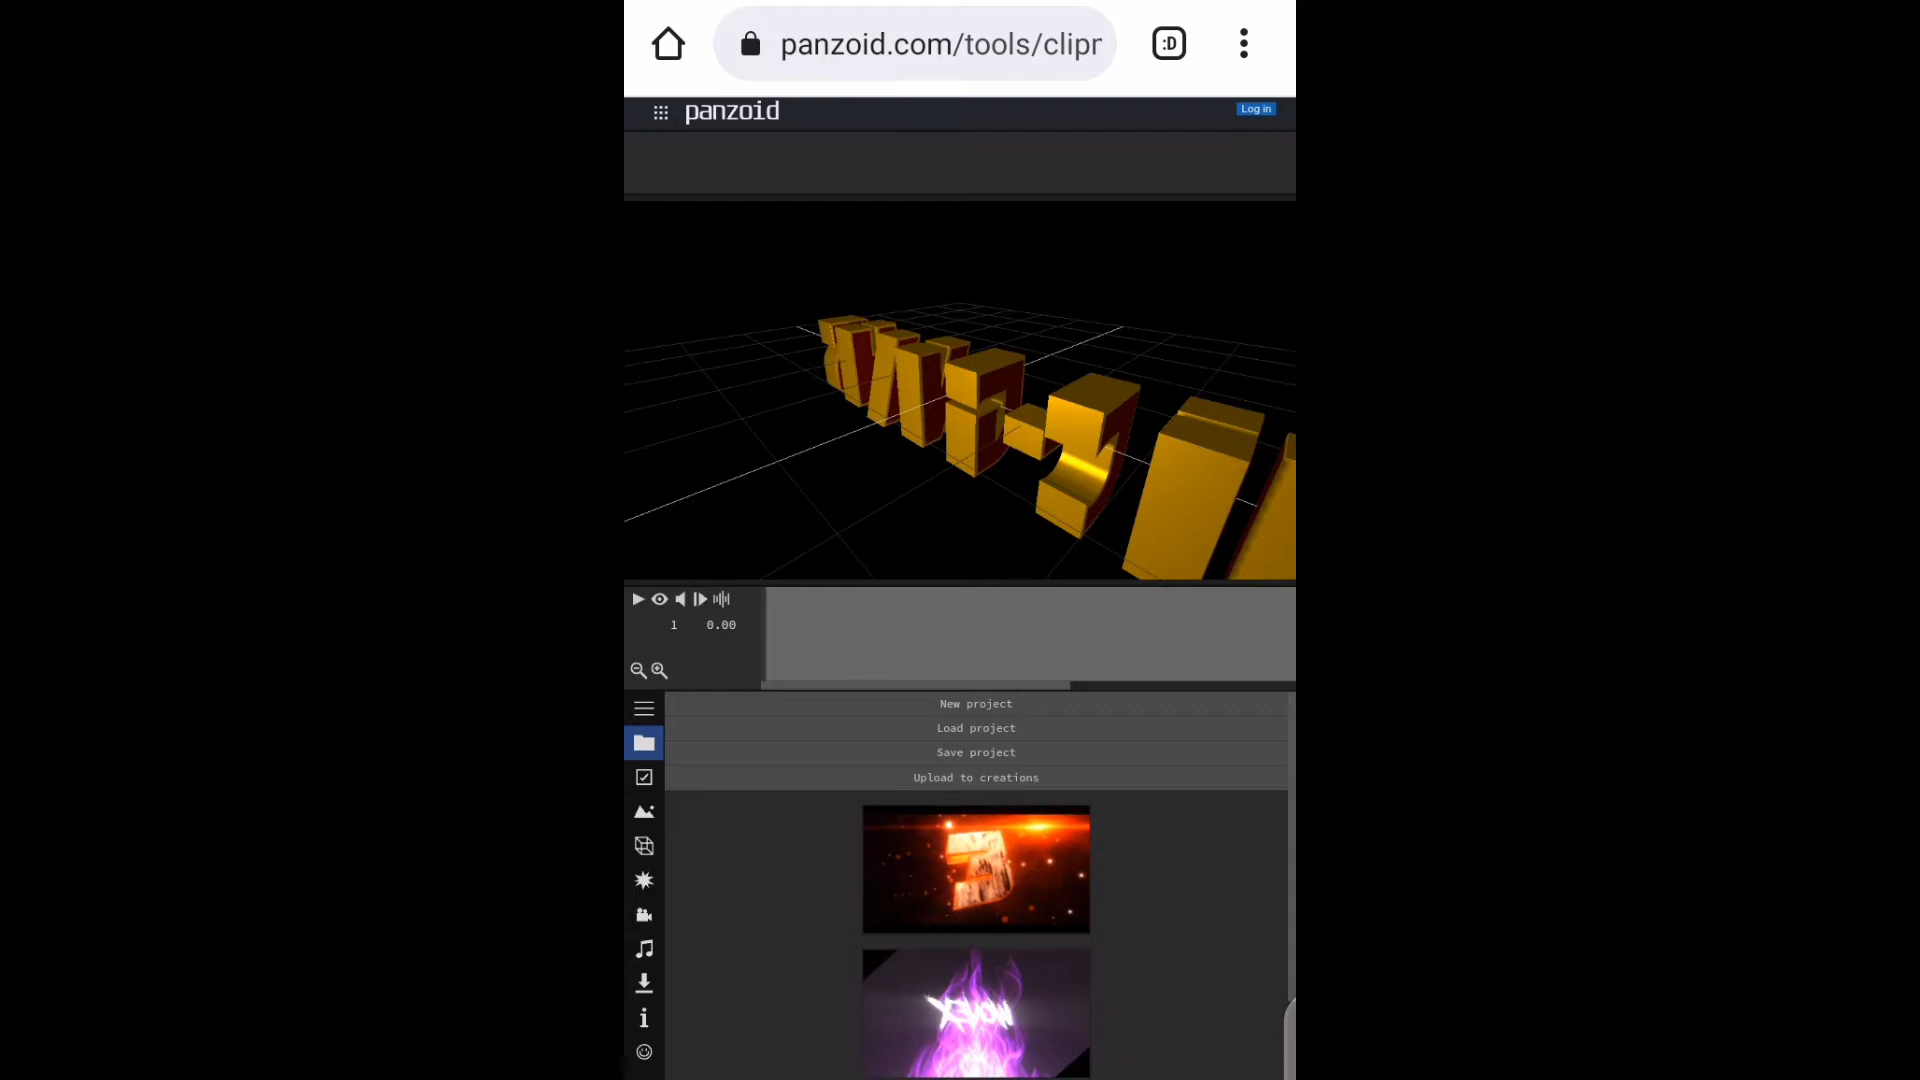 panzoid.com/tools/clipr
:D
panzoid
Log in
1 0.00
New project
Load project
Save project
Upload to creations